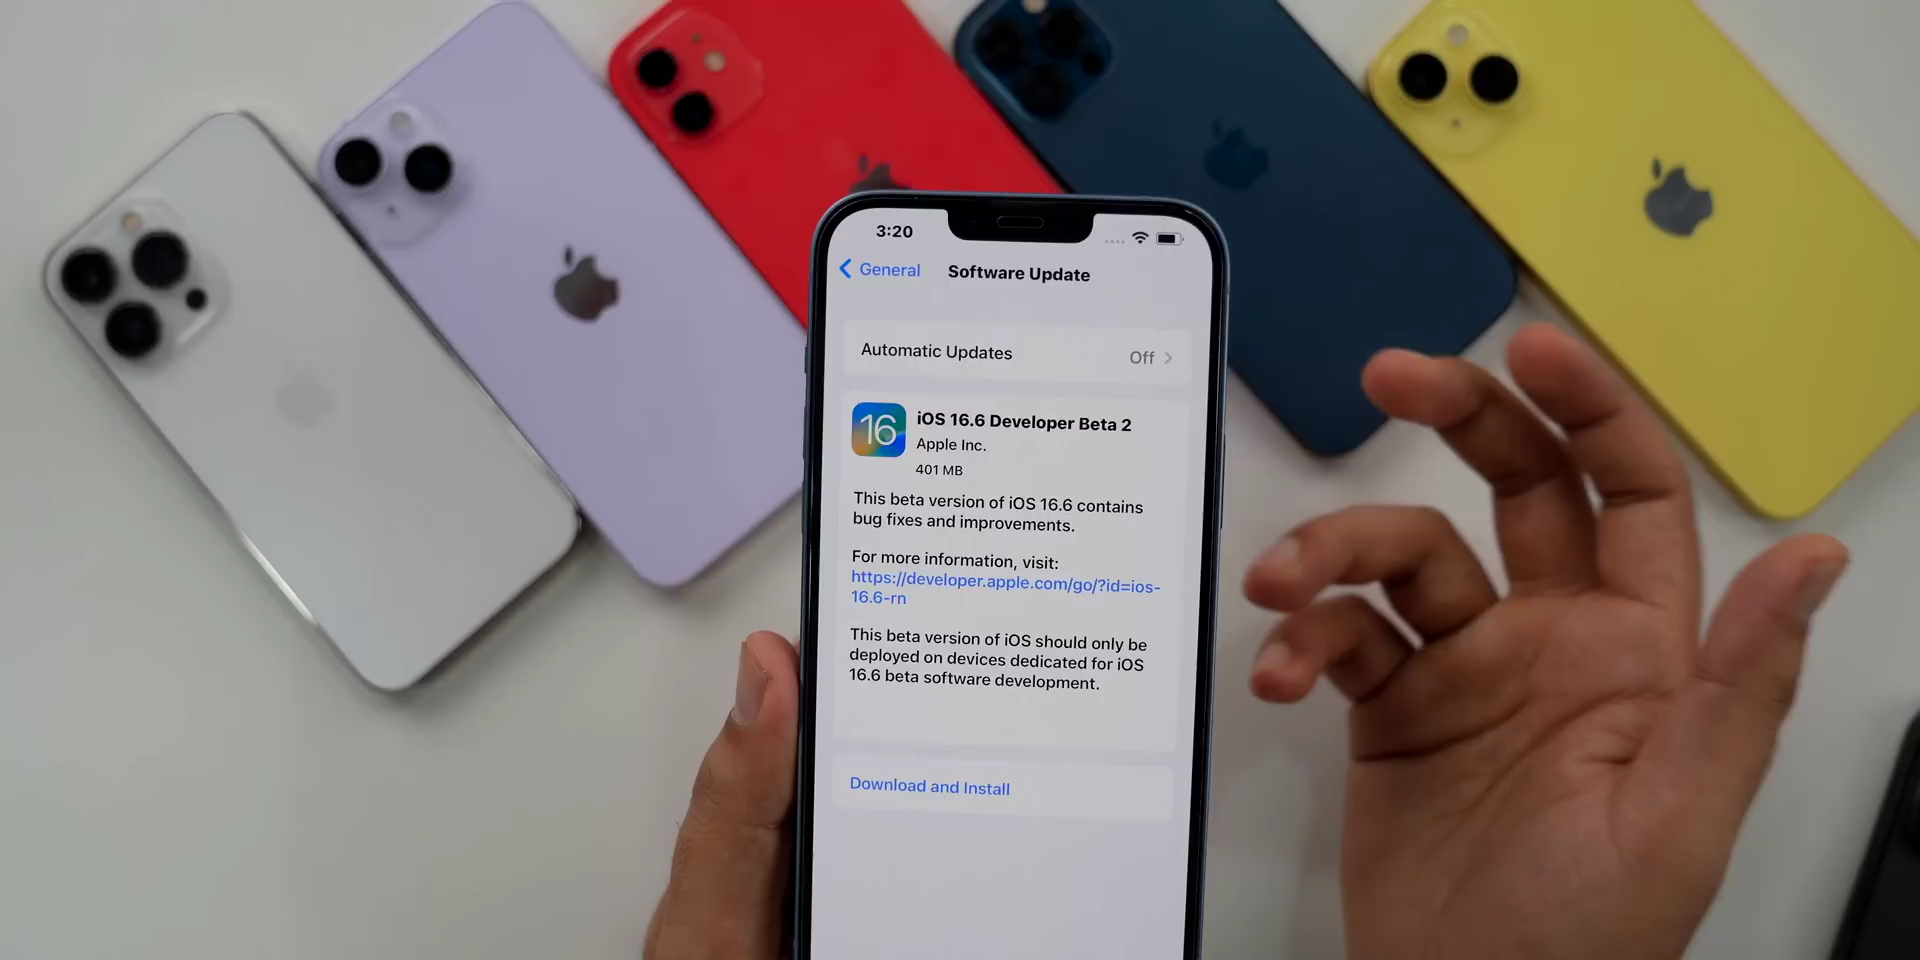 3:20
General
Software Update
Automatic Updates
Off
16
iOS 16.6 Developer Beta 2
Apple Inc.
401 MB
This beta version of iOS 16.6 contains
bug fixes and improvements.
For more information, visit:
https://developer.apple.com/go/?id=ios-
16.6-rn
This beta version of iOS should only be
deployed on devices dedicated for iOS
16.6 beta software development.
Download and Install